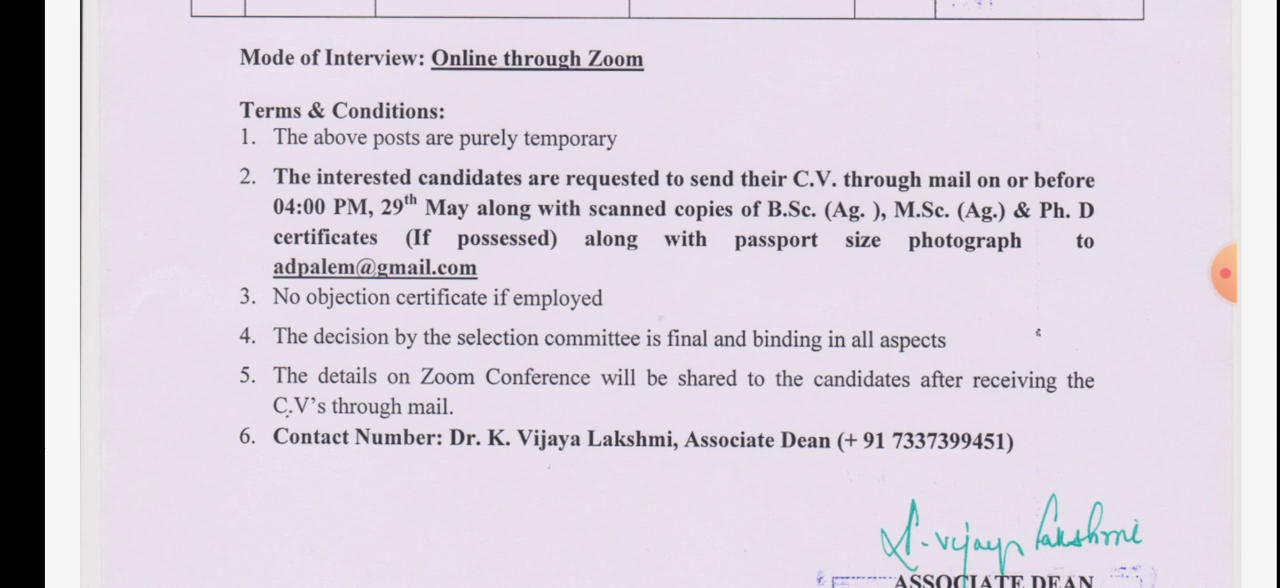 Mode of Interview: Online through Zoom
Terms & Conditions:
1. The above posts are purely temporary
2. The interested candidates are requested to send their C.V. through mail on or before
04:00 PM, 29th May along with scanned copies of B.Sc. (Ag. ), M.Sc. (Ag.) & Ph. D
certificates (If possessed) along with passport size photograph to
adpalem@gmail.com
3. No objection certificate if employed
4. The decision by the selection committee is final and binding in all aspects
5. The details on Zoom Conference will be shared to the candidates after receiving the
C.V's through mail.
6. Contact Number: Dr. K. Vijaya Lakshmi, Associate Dean (+ 91 7337399451)
K. Vijaya Lakshmi
ASSOCIATE DEAN